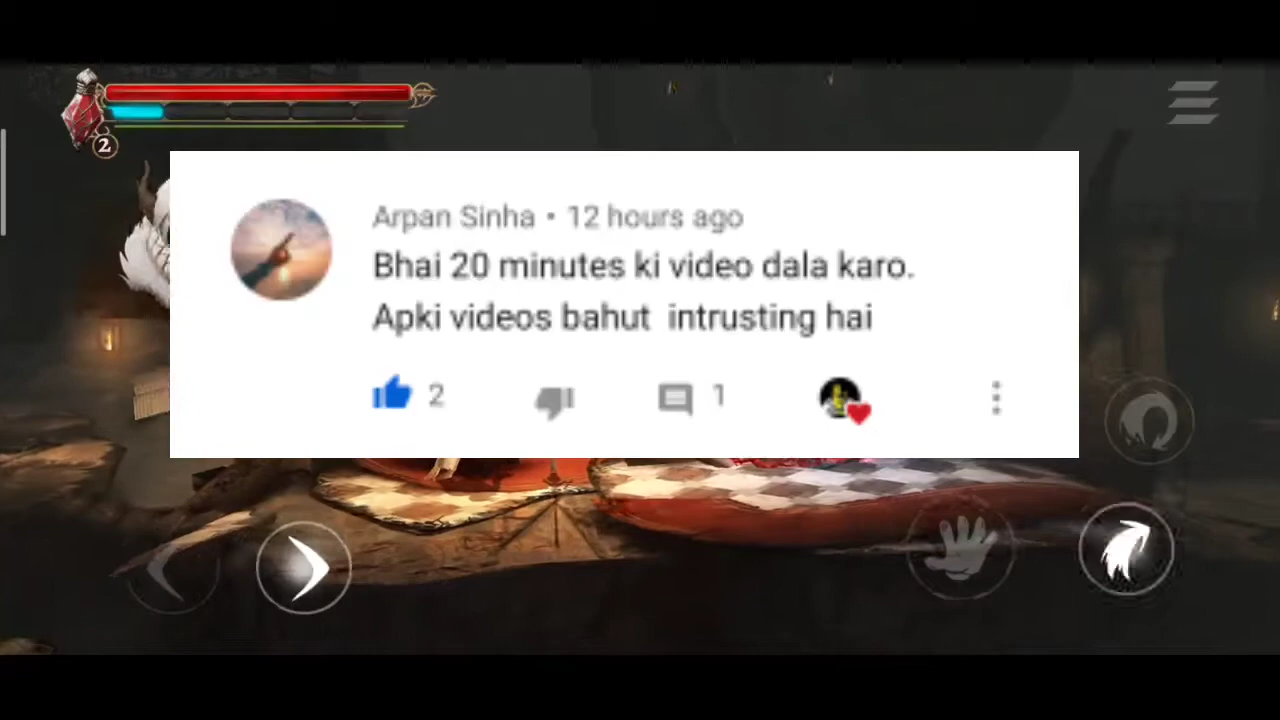 2
Arpan Sinha • 12 hours ago
Bhai 20 minutes ki video dala karo.
Apki videos bahut intrusting hai
2 1